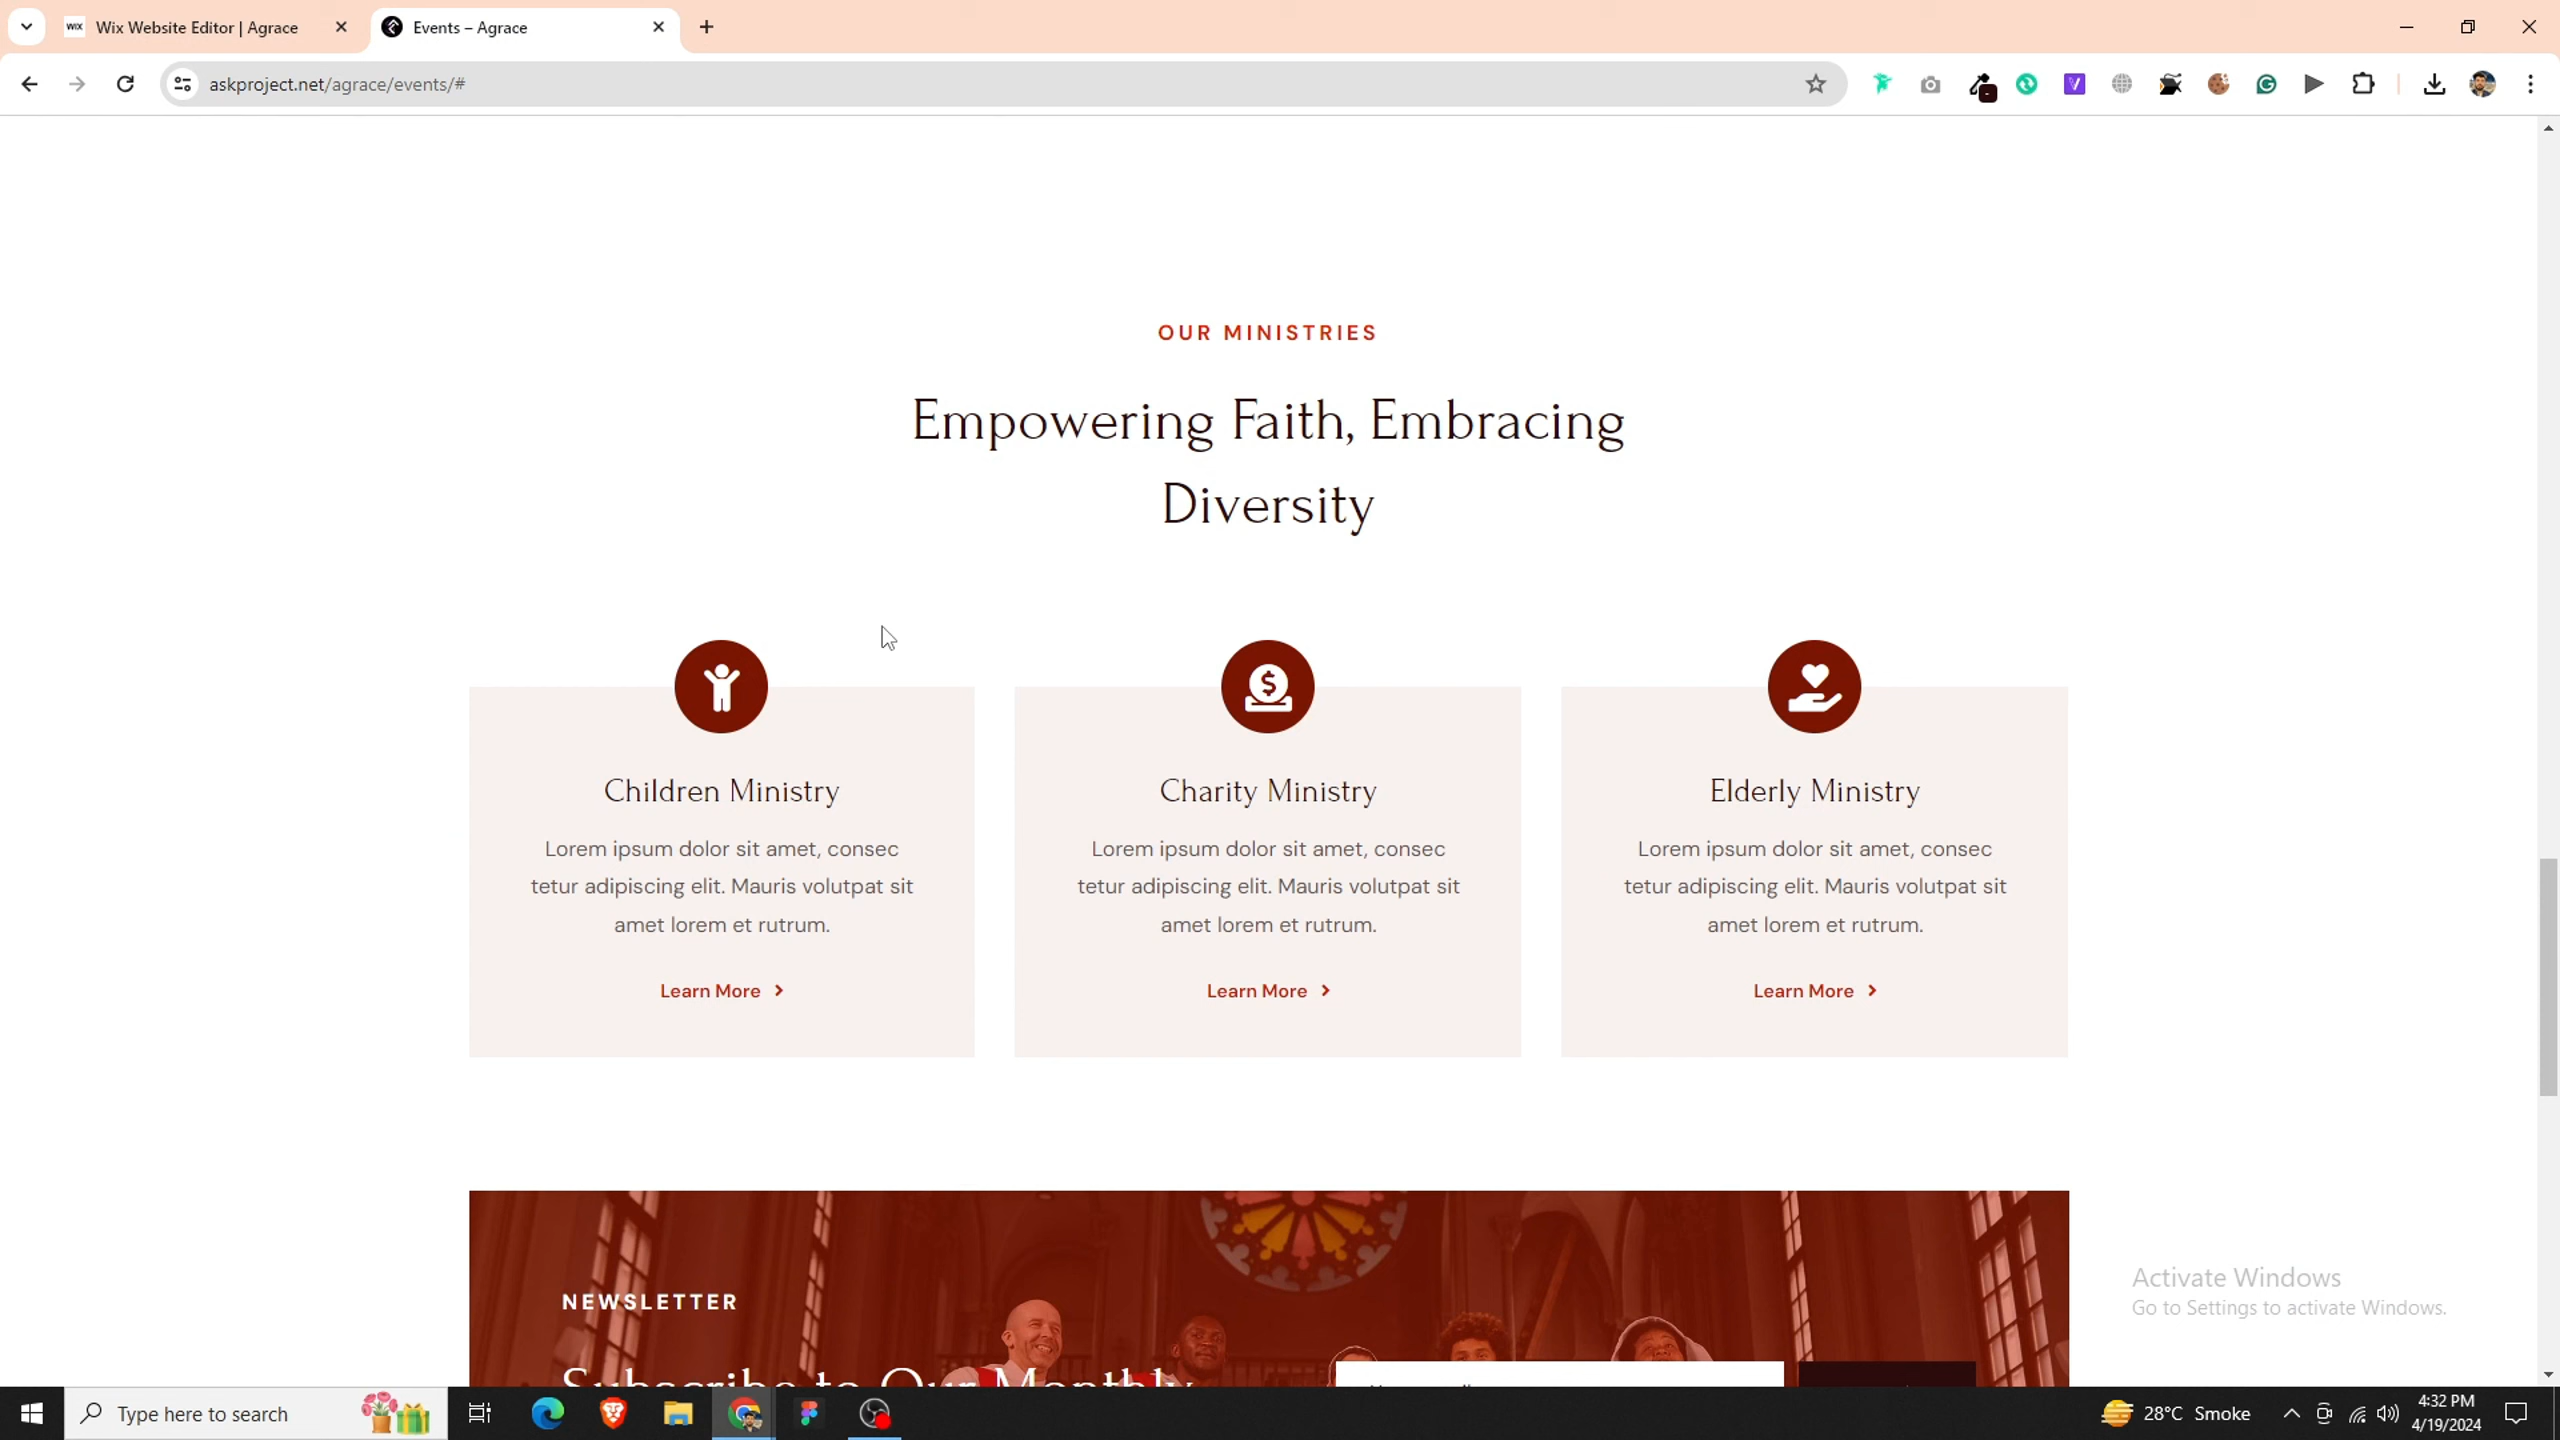 Wix Website Editor | Agrace
Events – Agrace
askproject.net/agrace/events/#
OUR MINISTRIES
Empowering Faith, Embracing
Diversity
Children Ministry
Lorem ipsum dolor sit amet, consec
tetur adipiscing elit. Mauris volutpat sit
amet lorem et rutrum.
Learn More
Charity Ministry
Lorem ipsum dolor sit amet, consec
tetur adipiscing elit. Mauris volutpat sit
amet lorem et rutrum.
Learn More
Elderly Ministry
Lorem ipsum dolor sit amet, consec
tetur adipiscing elit. Mauris volutpat sit
amet lorem et rutrum.
Learn More
NEWSLETTER
Subscribe to Our Monthly
Activate Windows
Go to Settings to activate Windows.
Type here to search
28°C Smoke
4:32 PM
4/19/2024